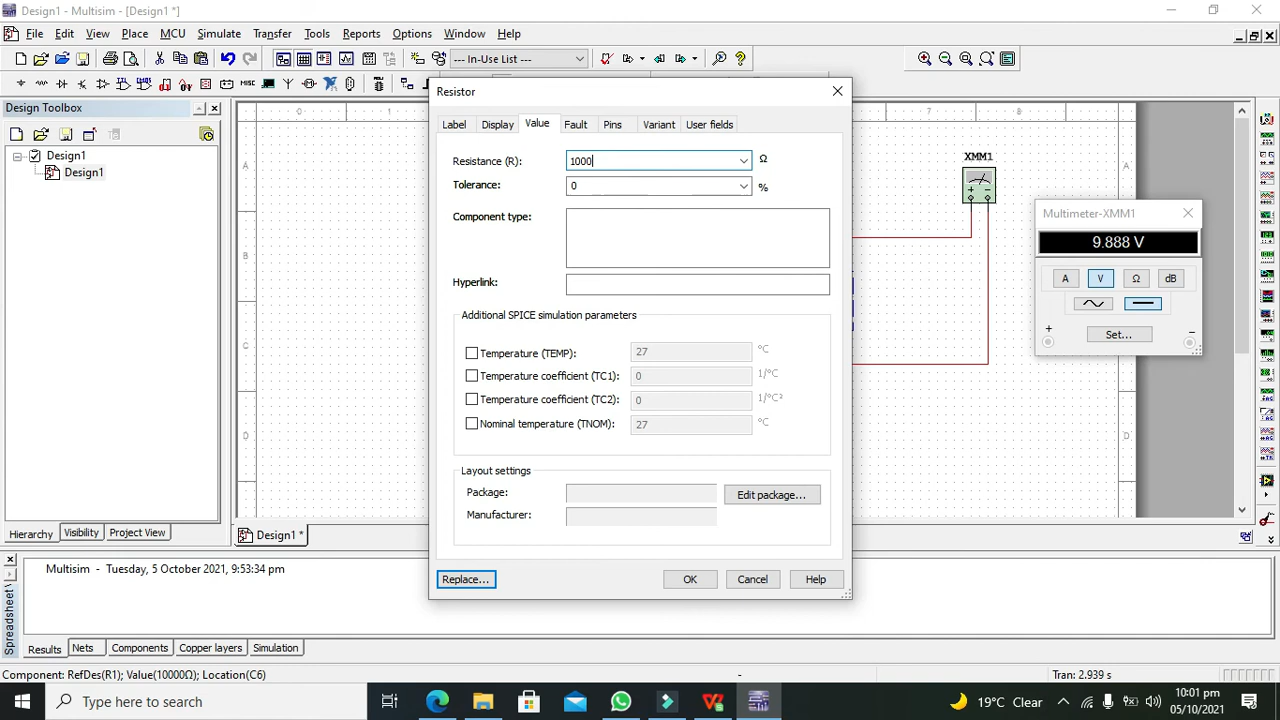 Design1 - Multisim - [Design1 *]
File Edit View Place MCU Simulate Transfer Tools Reports Options Window Help
--- In-Use List ---
MISC
Design Toolbox
Design1
Design1
Hierarchy Visibility Project View
0 1 7 8
A
B
C
D
A
D
Resistor
Label Display Value Fault Pins Variant User fields
Resistance (R): 1000 Ω
Tolerance: 0 %
Component type:
Hyperlink:
Additional SPICE simulation parameters
Temperature (TEMP): 27 °C
Temperature coefficient (TC1): 0 1/°C
Temperature coefficient (TC2): 0 1/°C²
Nominal temperature (TNOM): 27 °C
Layout settings
Package: Edit package...
Manufacturer:
Replace... OK Cancel Help
XMM1
Multimeter-XMM1
9.888 V
A V Ω dB
+ Set... −
Design1 *
Spreadsheet
Multisim - Tuesday, 5 October 2021, 9:53:34 pm
Results Nets Components Copper layers Simulation
Component: RefDes(R1); Value(10000Ω); Location(C6) - Tran: 2.939 s
Type here to search
19°C Clear
10:01 pm
05/10/2021